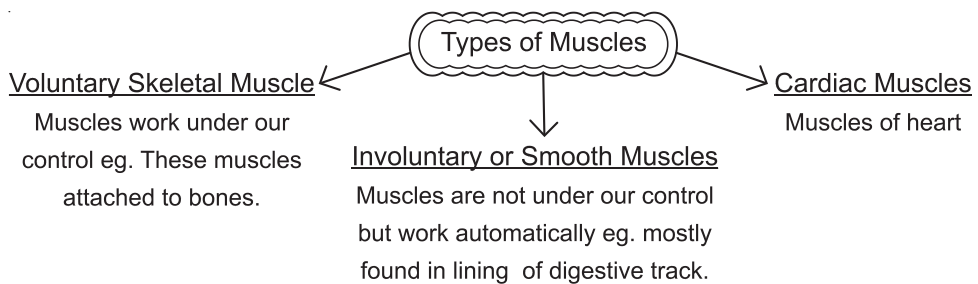 Types of Muscles
Voluntary Skeletal Muscle
Muscles work under our
control eg. These muscles
attached to bones.
Involuntary or Smooth Muscles
Muscles are not under our control
but work automatically eg. mostly
found in lining of digestive track.
Cardiac Muscles
Muscles of heart